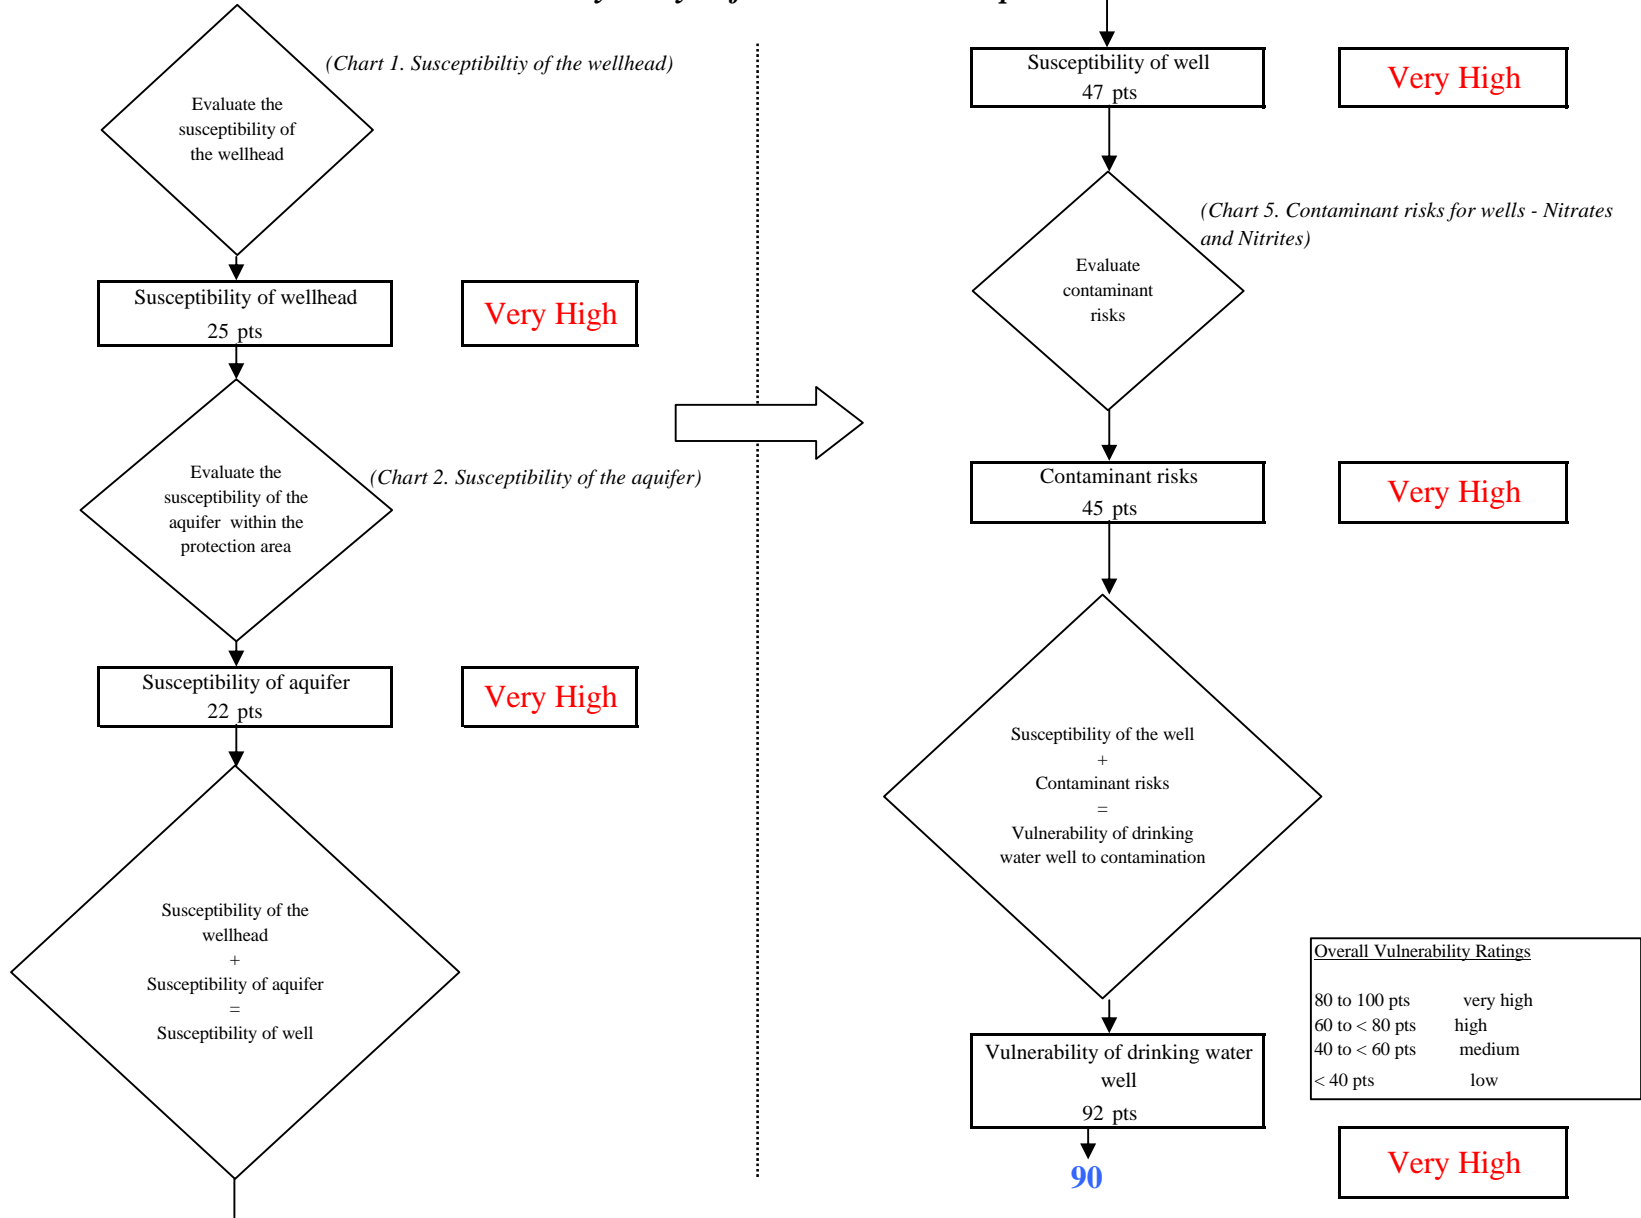 (Chart 1. Susceptibiltiy of the wellhead)
Evaluate the
susceptibility of
the wellhead
Susceptibility of wellhead
25 pts
Very High
Evaluate the
susceptibility of the
aquifer within the
protection area
(Chart 2. Susceptibility of the aquifer)
Susceptibility of aquifer
22 pts
Very High
Susceptibility of the
wellhead
+
Susceptibility of aquifer
=
Susceptibility of well
Susceptibility of well
47 pts
Very High
(Chart 5. Contaminant risks for wells - Nitrates
and Nitrites)
Evaluate
contaminant
risks
Contaminant risks
45 pts
Very High
Susceptibility of the well
+
Contaminant risks
=
Vulnerability of drinking
water well to contamination
Overall Vulnerability Ratings
80 to 100 pts very high
60 to < 80 pts high
40 to < 60 pts medium
< 40 pts low
Vulnerability of drinking water
well
92 pts
90
Very High